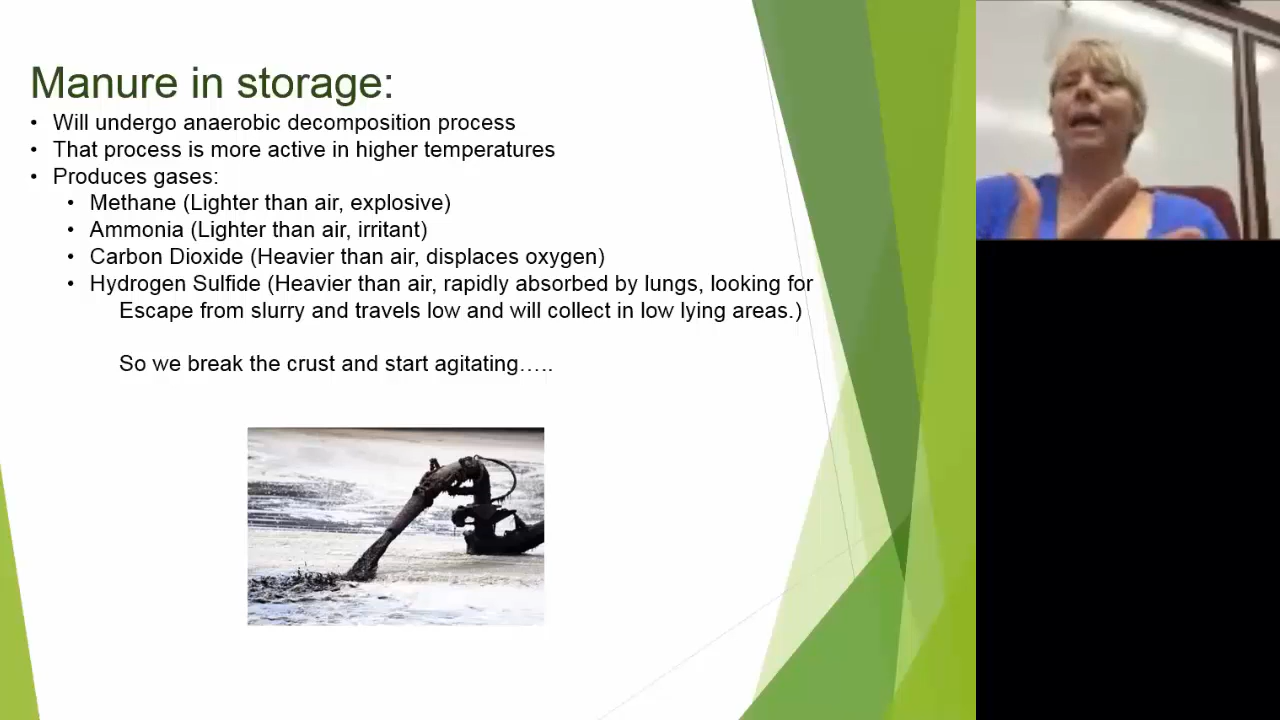 Manure in storage:
• Will undergo anaerobic decomposition process
• That process is more active in higher temperatures
• Produces gases:
• Methane (Lighter than air, explosive)
• Ammonia (Lighter than air, irritant)
• Carbon Dioxide (Heavier than air, displaces oxygen)
• Hydrogen Sulfide (Heavier than air, rapidly absorbed by lungs, looking for
Escape from slurry and travels low and will collect in low lying areas.)
So we break the crust and start agitating…..